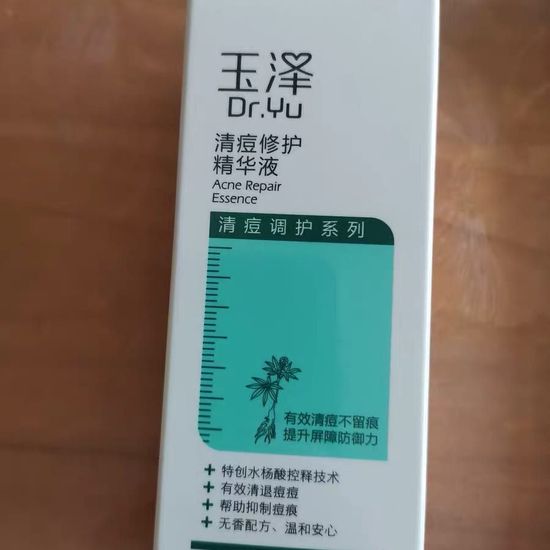 玉泽
Dr.Yu
清痘修护
精华液
Acne Repair
Essence
清痘调护系列
有效清痘不留痕
提升屏障防御力
+ 特创水杨酸控释技术
+ 有效清退痘痘
+ 帮助抑制痘痕
+ 无香配方、温和安心